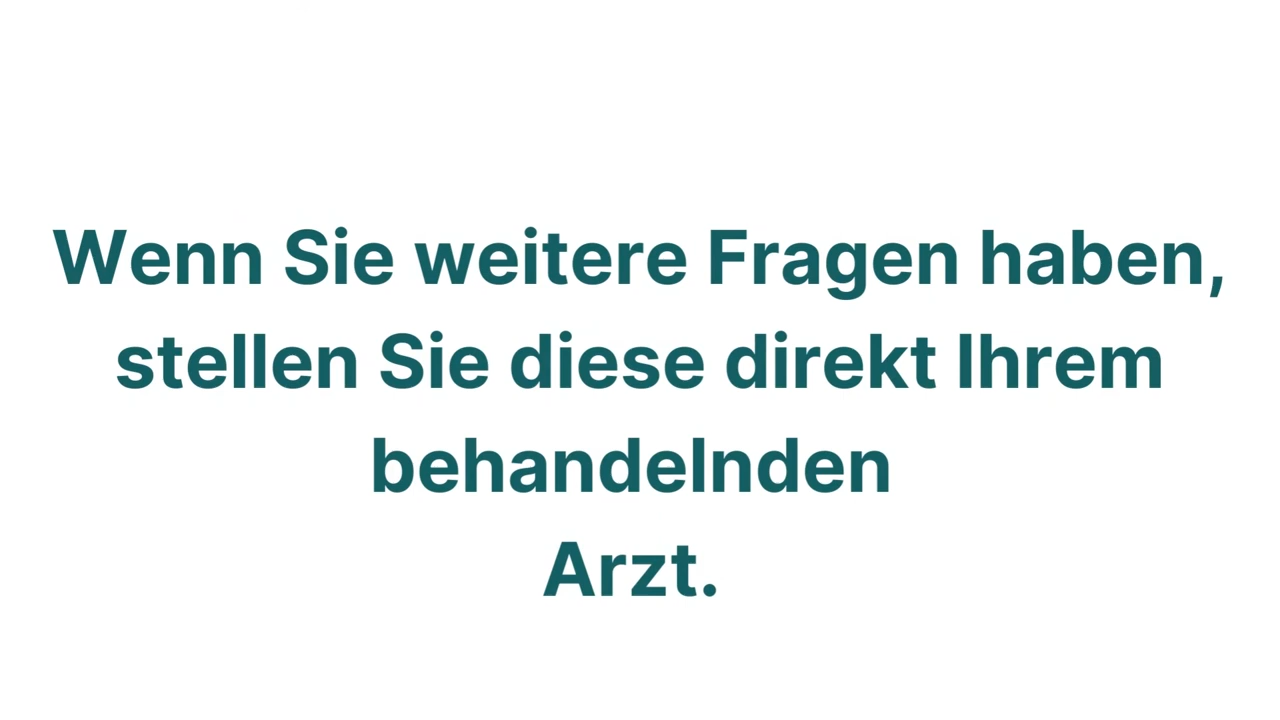 Wenn Sie weitere Fragen haben,
stellen Sie diese direkt Ihrem
behandelnden
Arzt.